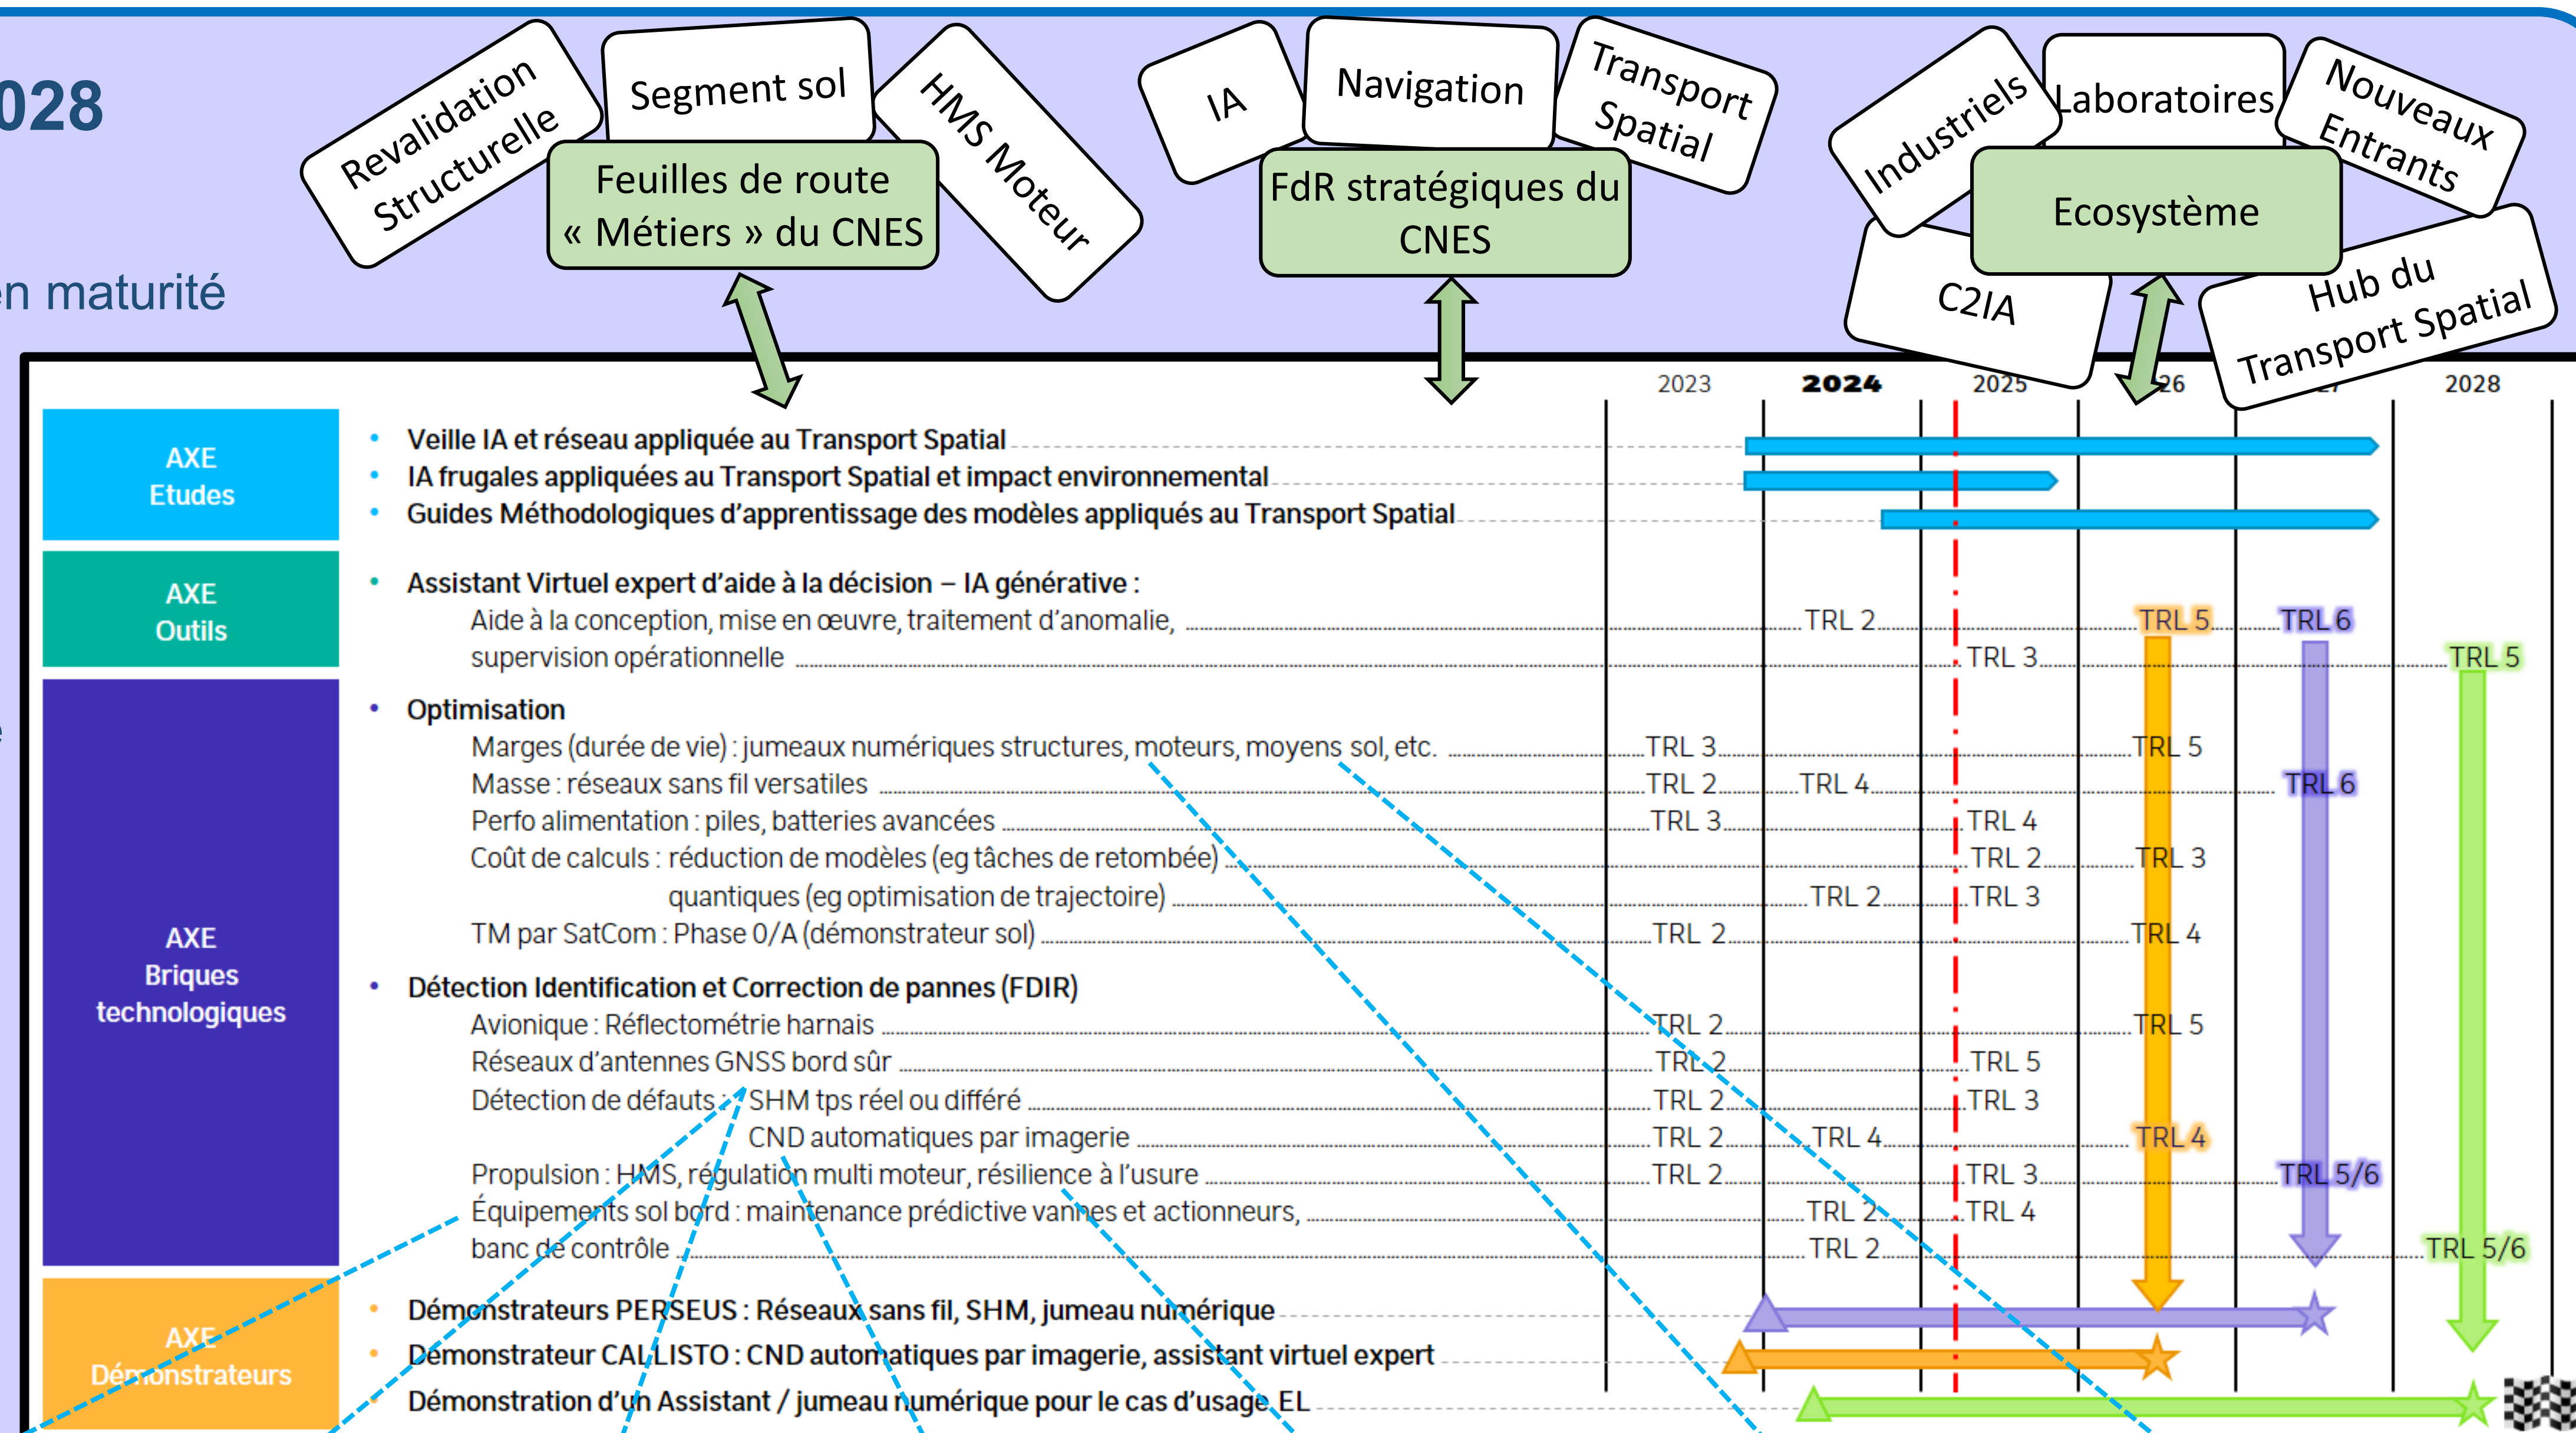 028
en maturité
Revalidation
Structurelle
Segment sol
HMS Moteur
Feuilles de route
« Métiers » du CNES
IA
Navigation
Transport
Spatial
FdR stratégiques du
CNES
Industriels
Laboratoires
Nouveaux
Entrants
Ecosystème
C2IA
Hub du
Transport Spatial
2023 2024 2025 26 2028
AXE
Etudes
• Veille IA et réseau appliquée au Transport Spatial
• IA frugales appliquées au Transport Spatial et impact environnemental
• Guides Méthodologiques d'apprentissage des modèles appliqués au Transport Spatial
AXE
Outils
• Assistant Virtuel expert d'aide à la décision – IA générative :
Aide à la conception, mise en œuvre, traitement d'anomalie, TRL 2 TRL 5 TRL 6
supervision opérationnelle TRL 3 TRL 5
AXE
Briques
technologiques
• Optimisation
Marges (durée de vie) : jumeaux numériques structures, moteurs, moyens sol, etc. TRL 3 TRL 5
Masse : réseaux sans fil versatiles TRL 2 TRL 4 TRL 6
Perfo alimentation : piles, batteries avancées TRL 3 TRL 4
Coût de calculs : réduction de modèles (eg tâches de retombée) TRL 2 TRL 3
quantiques (eg optimisation de trajectoire) TRL 2 TRL 3
TM par SatCom : Phase 0/A (démonstrateur sol) TRL 2 TRL 4
• Détection Identification et Correction de pannes (FDIR)
Avionique : Réflectométrie harnais TRL 2 TRL 5
Réseaux d'antennes GNSS bord sûr TRL 2 TRL 5
Détection de défauts : SHM tps réel ou différé TRL 2 TRL 3
CND automatiques par imagerie TRL 2 TRL 4 TRL 4
Propulsion : HMS, régulation multi moteur, résilience à l'usure TRL 2 TRL 3 TRL 5/6
Équipements sol bord : maintenance prédictive vannes et actionneurs, TRL 2 TRL 4
banc de contrôle TRL 2 TRL 5/6
AXE
Démonstrateurs
• Démonstrateurs PERSEUS : Réseaux sans fil, SHM, jumeau numérique
• Démonstrateur CALLISTO : CND automatiques par imagerie, assistant virtuel expert
• Démonstration d'un Assistant / jumeau numérique pour le cas d'usage EL